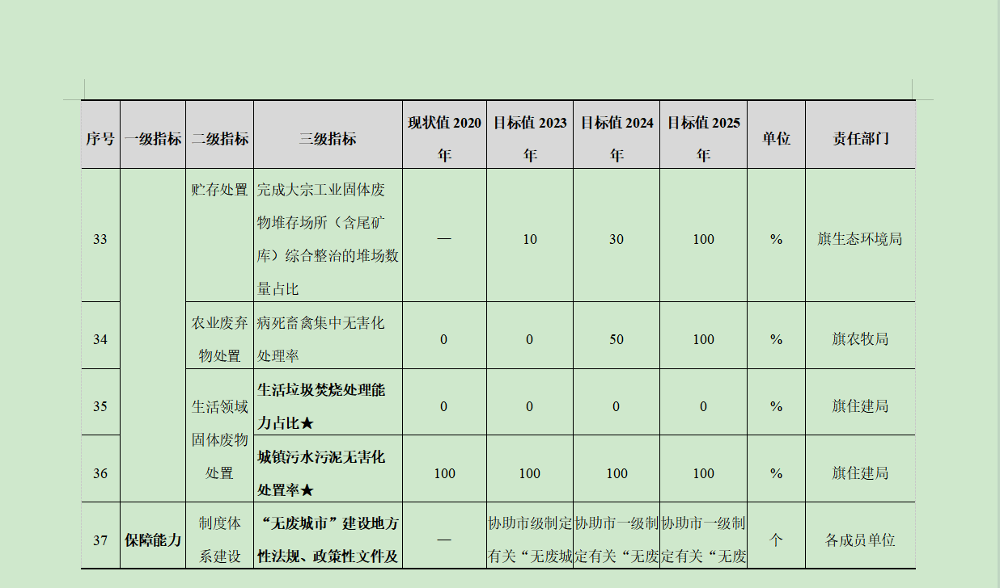 序号 一级指标 二级指标 三级指标 现状值 2020 年 目标值 2023 年 目标值 2024 年 目标值 2025 年 单位 责任部门
33 贮存处置 完成大宗工业固体废 — 10 30 100 % 旗生态环境局
物堆存场所（含尾矿
库）综合整治的堆场数
量占比
34 农业废弃 病死畜禽集中无害化 0 0 50 100 % 旗农牧局
物处置 处理率
35 生活领域 生活垃圾焚烧处理能 0 0 0 0 % 旗住建局
固体废物 力占比★
处置
36 城镇污水污泥无害化 100 100 100 100 % 旗住建局
处置率★
37 保障能力 制度体 “无废城市”建设地方 — 协助市级制定 协助市一级制 协助市一级制 个 各成员单位
系建设 性法规、政策性文件及 有关“无废城 定有关“无废 定有关“无废